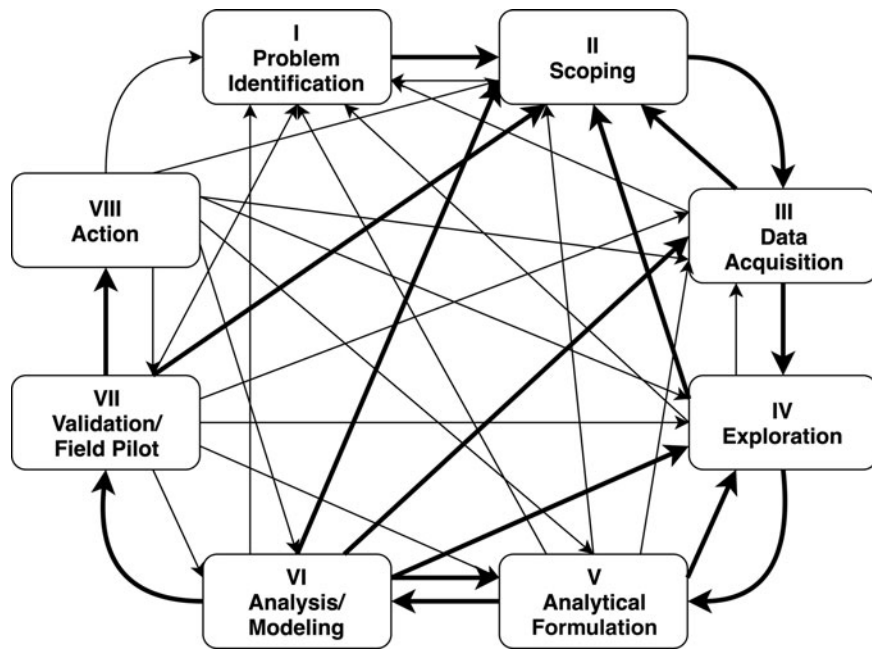 I
Problem
Identification
II
Scoping
III
Data
Acquisition
IV
Exploration
V
Analytical
Formulation
VI
Analysis/
Modeling
VII
Validation/
Field Pilot
VIII
Action